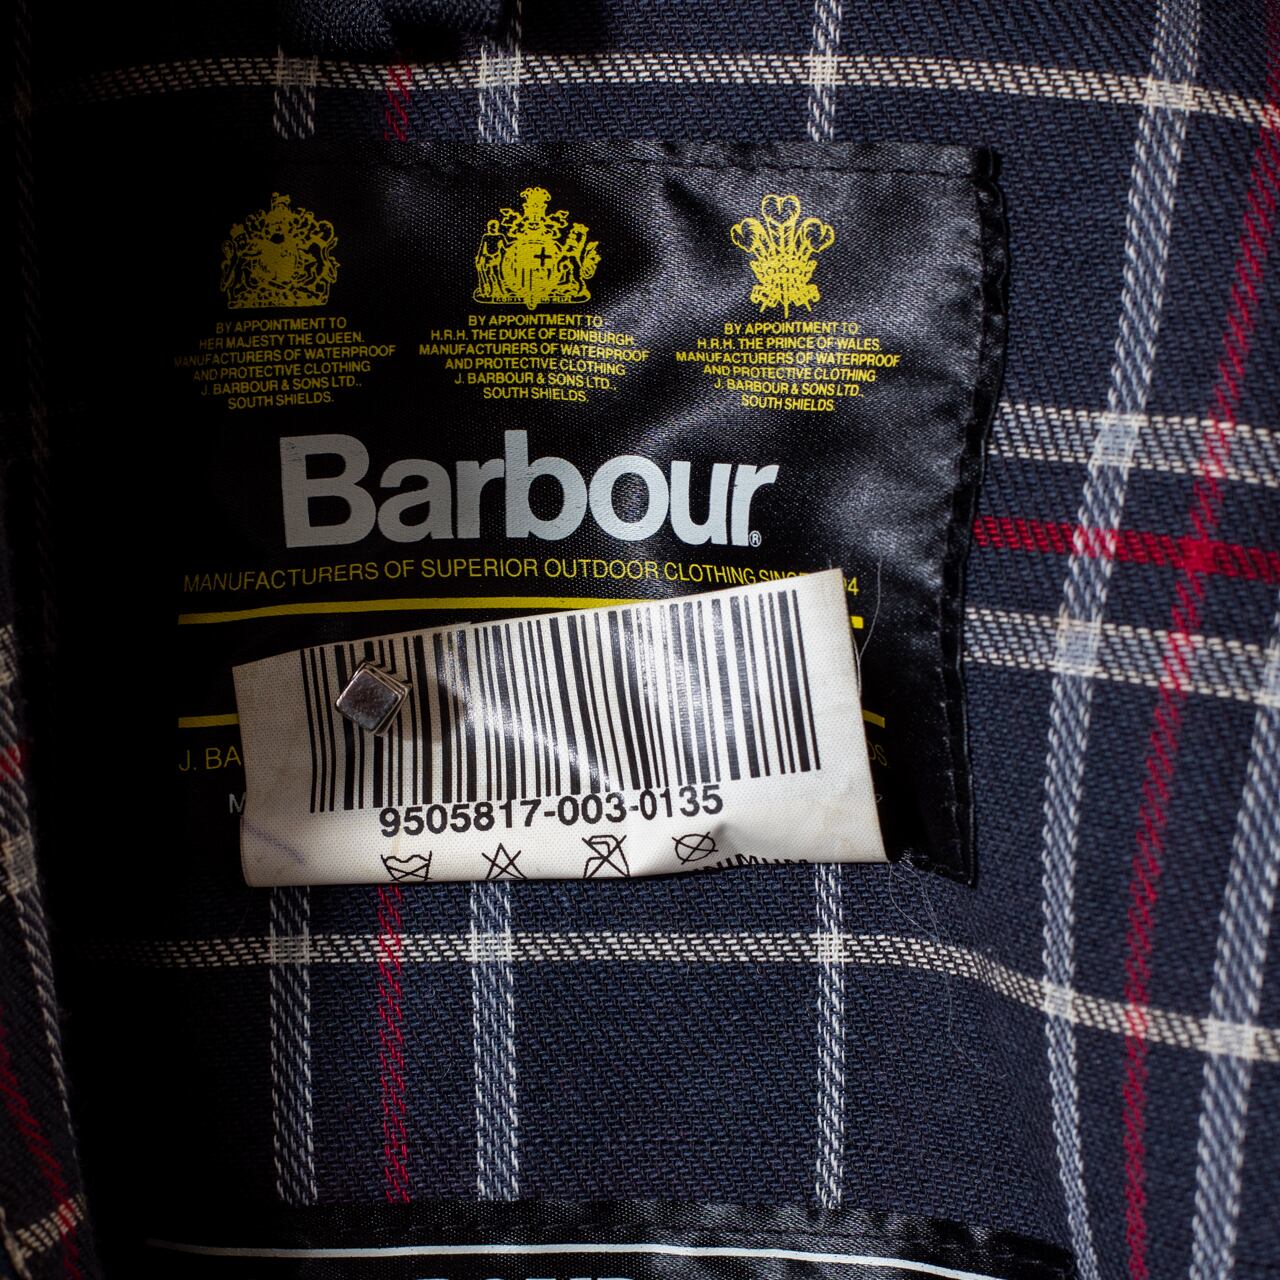 BY APPOINTMENT TO
HER MAJESTY THE QUEEN.
MANUFACTURERS OF WATERPROOF
AND PROTECTIVE CLOTHING
J. BARBOUR & SONS LTD.,
SOUTH SHIELDS.
BY APPOINTMENT TO
H.R.H. THE DUKE OF EDINBURGH.
MANUFACTURERS OF WATERPROOF
AND PROTECTIVE CLOTHING
J. BARBOUR & SONS LTD.,
SOUTH SHIELDS.
BY APPOINTMENT TO
H.R.H. THE PRINCE OF WALES.
MANUFACTURERS OF WATERPROOF
AND PROTECTIVE CLOTHING
J. BARBOUR & SONS LTD.,
SOUTH SHIELDS.
Barbour®
MANUFACTURERS OF SUPERIOR OUTDOOR CLOTHING
J. BA
9505817-003-0135